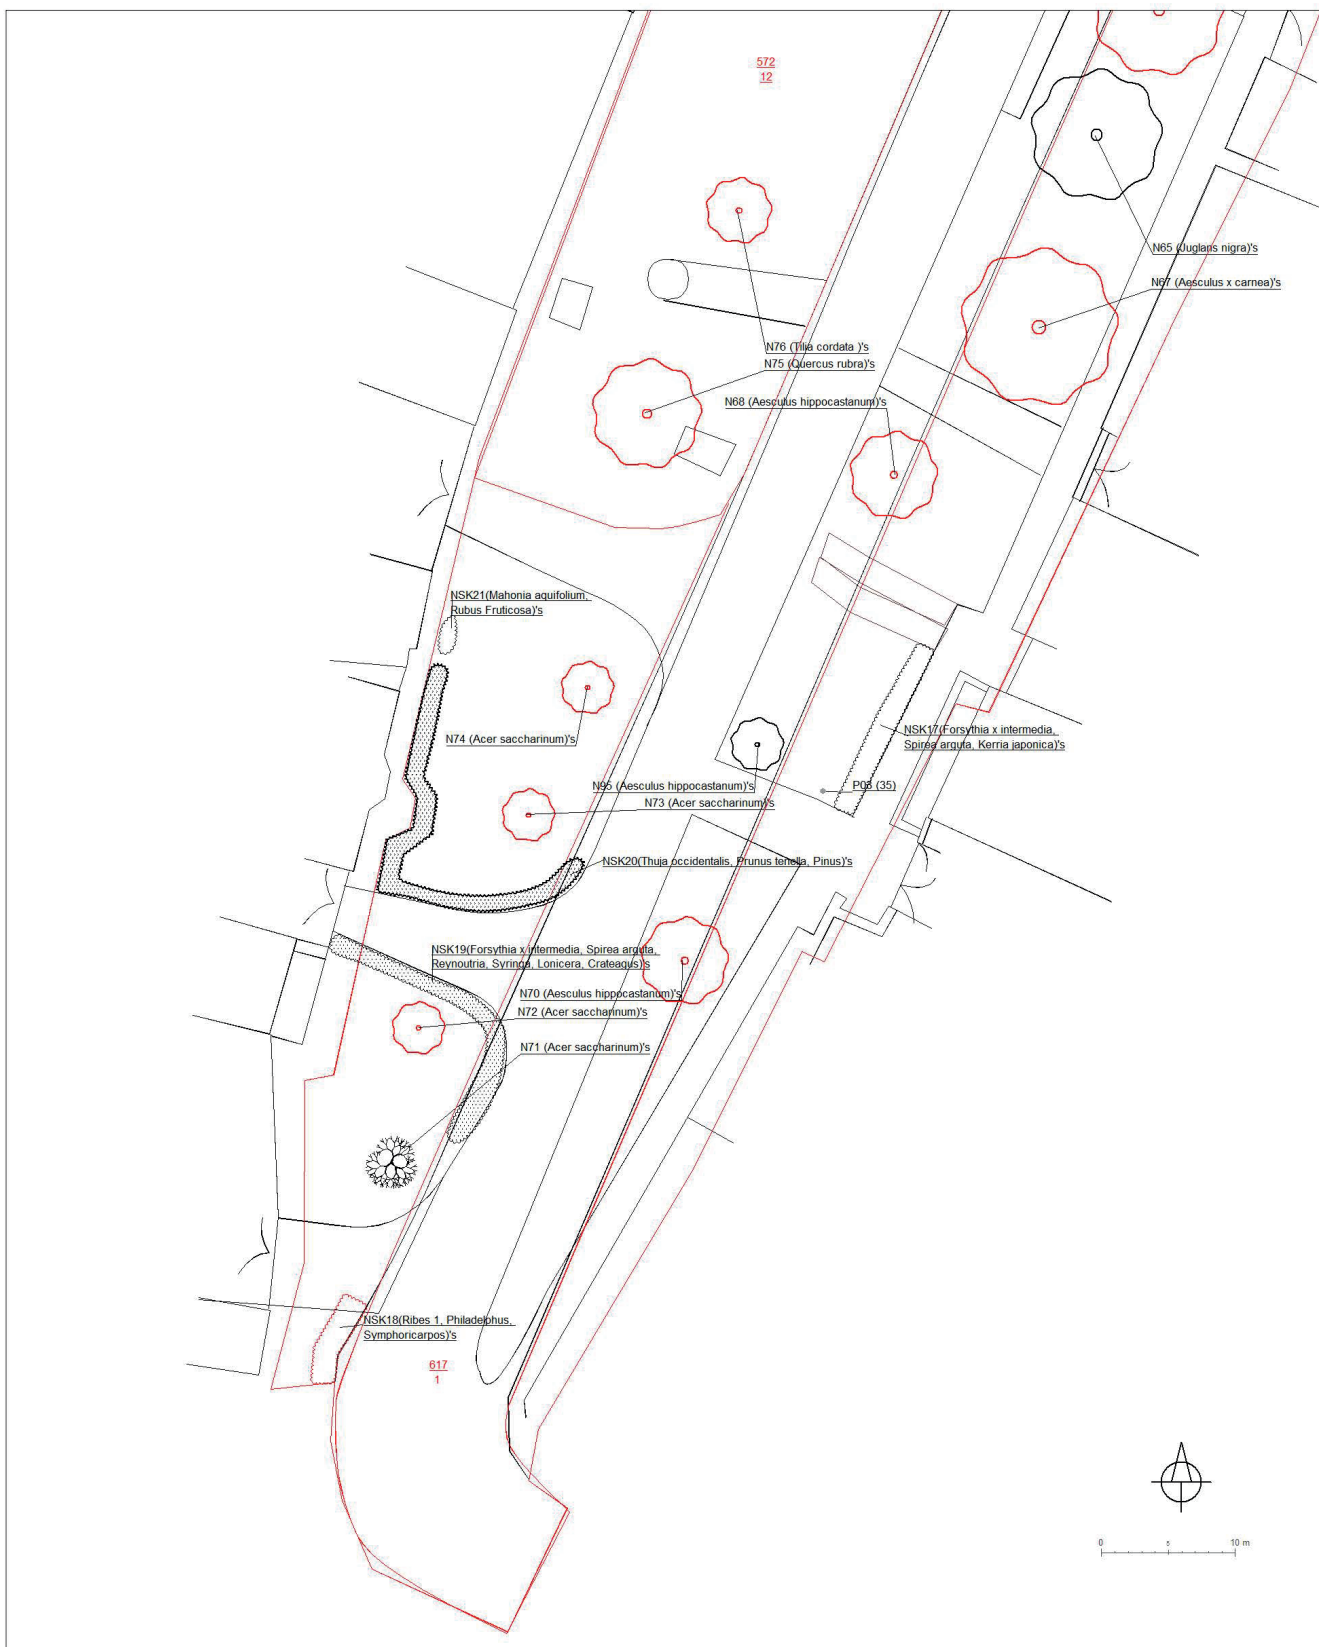 572
12
N65 (Juglans nigra)'s
N67 (Aesculus x carnea)'s
N76 (Tilia cordata )'s
N75 (Quercus rubra)'s
N68 (Aesculus hippocastanum)'s
NSK21(Mahonia aquifolium,
Rubus Fruticosa)'s
NSK17(Forsythia x intermedia,
Spirea arguta, Kerria japonica)'s
N74 (Acer saccharinum)'s
N95 (Aesculus hippocastanum)'s
P03 (35)
N73 (Acer saccharinum)'s
NSK20(Thuja occidentalis, Prunus tenella, Pinus)'s
NSK19(Forsythia x intermedia, Spirea arguta,
Reynoutria, Syringa, Lonicera, Crateagus)'s
N70 (Aesculus hippocastanum)'s
N72 (Acer saccharinum)'s
N71 (Acer saccharinum)'s
NSK18(Ribes 1, Philadelphus,
Symphoricarpos)'s
617
1
0 5 10 m